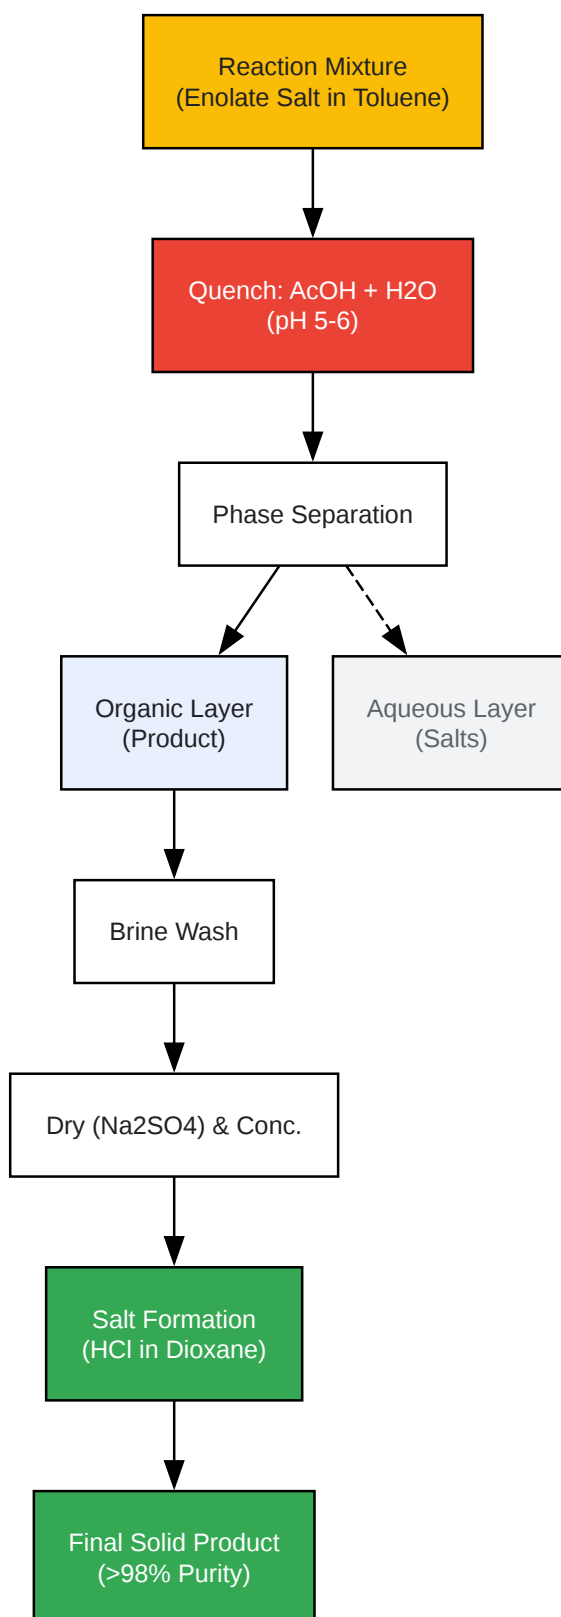 Reaction Mixture
(Enolate Salt in Toluene)
Quench: AcOH + H2O
(pH 5-6)
Phase Separation
Organic Layer
(Product)
Aqueous Layer
(Salts)
Brine Wash
Dry (Na2SO4) & Conc.
Salt Formation
(HCl in Dioxane)
Final Solid Product
(>98% Purity)